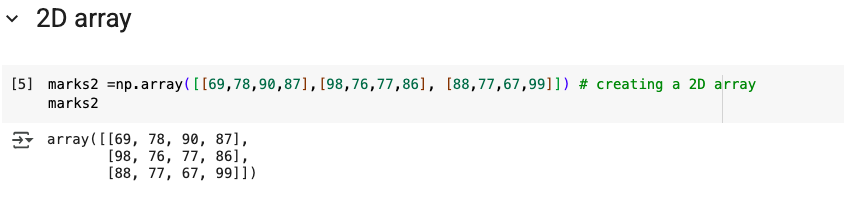 2D array
[5] marks2 =np.array([[69,78,90,87],[98,76,77,86], [88,77,67,99]]) # creating a 2D array
marks2
array([[69, 78, 90, 87],
       [98, 76, 77, 86],
       [88, 77, 67, 99]])